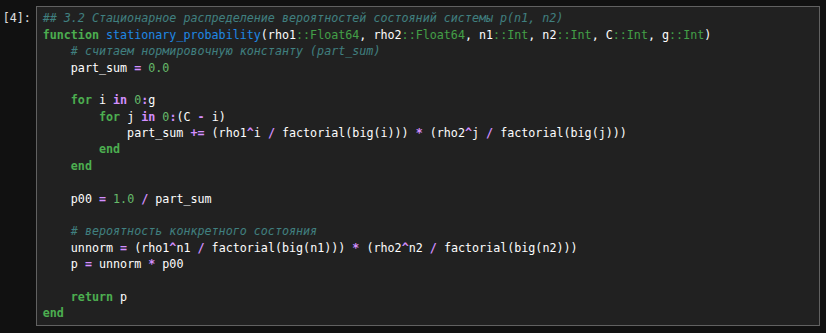 [4]:
## 3.2 Стационарное распределение вероятностей состояний системы p(n1, n2)
function stationary_probability(rho1::Float64, rho2::Float64, n1::Int, n2::Int, C::Int, g::Int)
    # считаем нормировочную константу (part_sum)
    part_sum = 0.0

    for i in 0:g
        for j in 0:(C - i)
            part_sum += (rho1^i / factorial(big(i))) * (rho2^j / factorial(big(j)))
        end
    end

    p00 = 1.0 / part_sum

    # вероятность конкретного состояния
    unnorm = (rho1^n1 / factorial(big(n1))) * (rho2^n2 / factorial(big(n2)))
    p = unnorm * p00

    return p
end